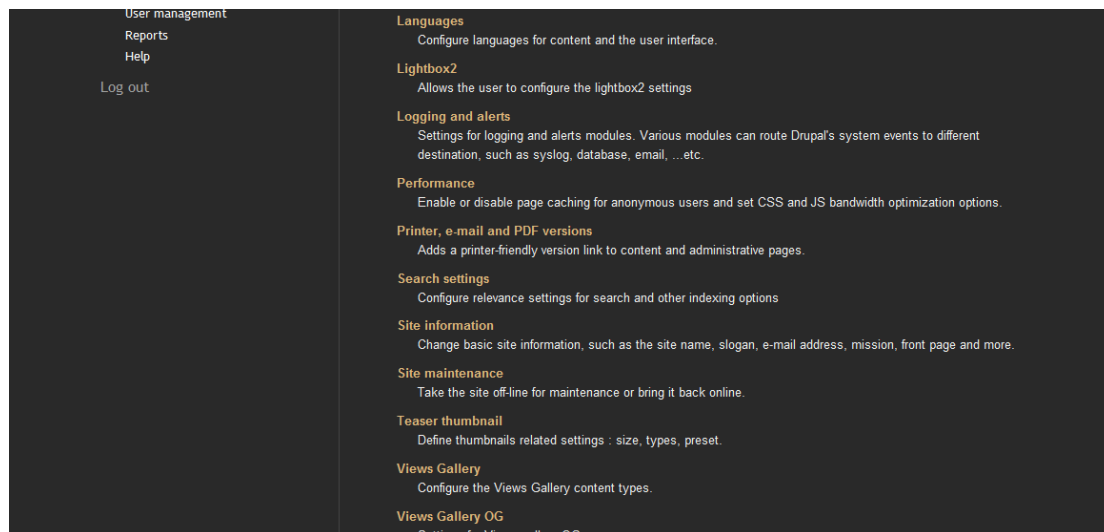 User management
Reports
Help
Log out
Languages
Configure languages for content and the user interface.
Lightbox2
Allows the user to configure the lightbox2 settings
Logging and alerts
Settings for logging and alerts modules. Various modules can route Drupal's system events to different
destination, such as syslog, database, email, ...etc.
Performance
Enable or disable page caching for anonymous users and set CSS and JS bandwidth optimization options.
Printer, e-mail and PDF versions
Adds a printer-friendly version link to content and administrative pages.
Search settings
Configure relevance settings for search and other indexing options
Site information
Change basic site information, such as the site name, slogan, e-mail address, mission, front page and more.
Site maintenance
Take the site off-line for maintenance or bring it back online.
Teaser thumbnail
Define thumbnails related settings : size, types, preset.
Views Gallery
Configure the Views Gallery content types.
Views Gallery OG